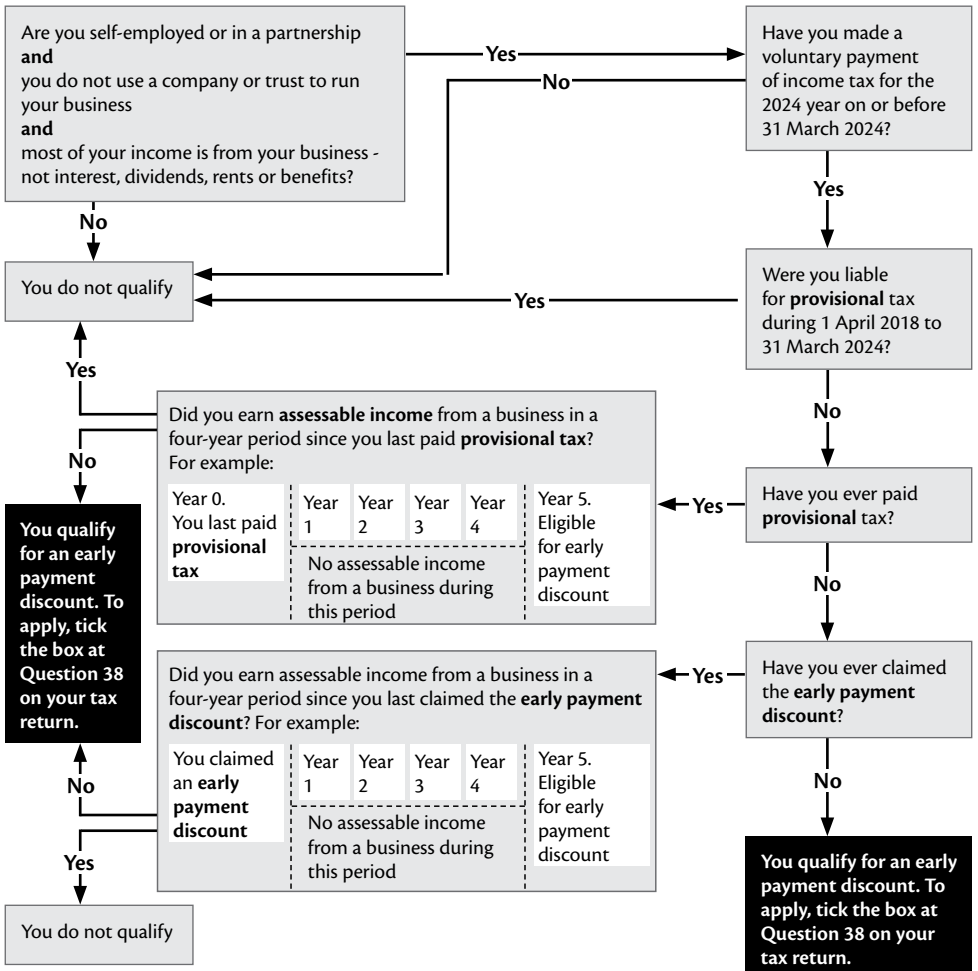 Are you self-employed or in a partnership
and
you do not use a company or trust to run
your business
and
most of your income is from your business -
not interest, dividends, rents or benefits?
Yes
No
Have you made a
voluntary payment
of income tax for the
2024 year on or before
31 March 2024?
No
Yes
You do not qualify
Yes
Were you liable
for provisional tax
during 1 April 2018 to
31 March 2024?
Yes
No
Did you earn assessable income from a business in a
four-year period since you last paid provisional tax?
For example:
Year 0.
You last paid
provisional
tax
Year
1
Year
2
Year
3
Year
4
No assessable income
from a business during
this period
Year 5.
Eligible
for early
payment
discount
Yes
Have you ever paid
provisional tax?
No
You qualify
for an early
payment
discount. To
apply, tick
the box at
Question 38
on your tax
return.
No
Did you earn assessable income from a business in a
four-year period since you last claimed the early payment
discount? For example:
You claimed
an early
payment
discount
Year
1
Year
2
Year
3
Year
4
No assessable income
from a business during
this period
Year 5.
Eligible
for early
payment
discount
Yes
Have you ever claimed
the early payment
discount?
No
No
Yes
You do not qualify
You qualify for an early
payment discount. To
apply, tick the box at
Question 38 on your
tax return.